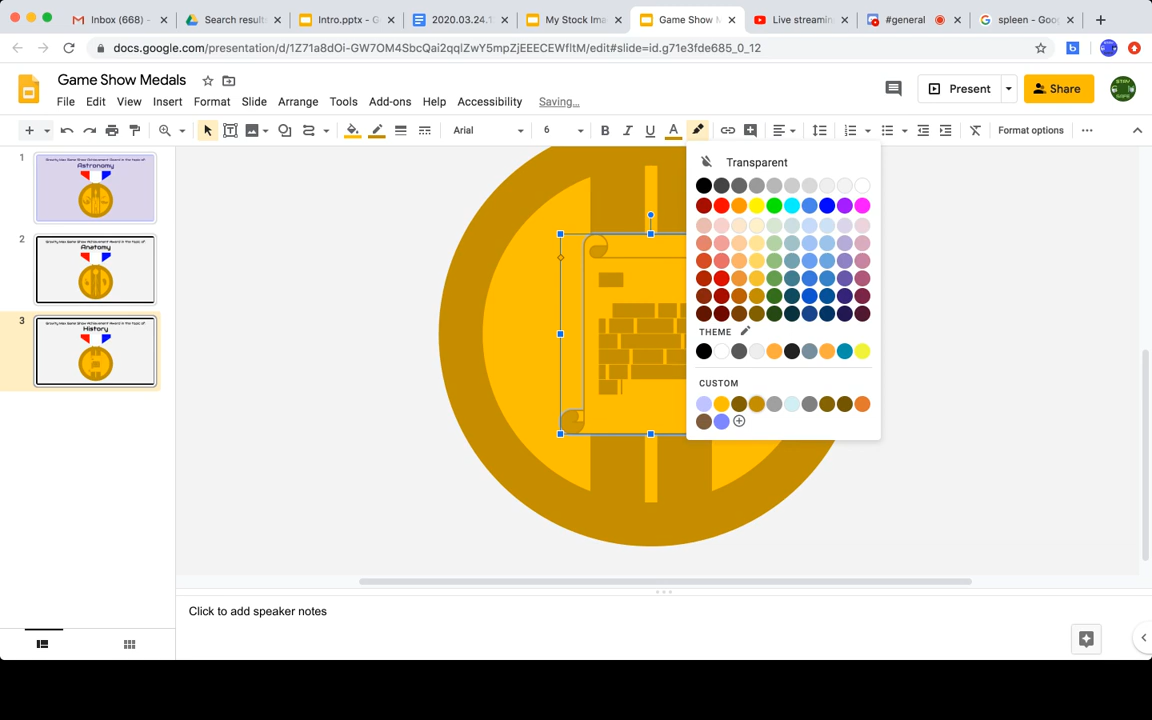 Inbox (668) -
Search result:
Intro.pptx - G
2020.03.24.1
My Stock Ima
Game Show M
Live streamin
#general
spleen - Goo
docs.google.com/presentation/d/1Z71a8dOi-GW7OM4SbcQai2qqlZwY5mpZjEEECEWfltM/edit#slide=id.g71e3fde685_0_12
Game Show Medals
File Edit View Insert Format Slide Arrange Tools Add-ons Help Accessibility Saving...
Present
Share
Arial
6
B I U A
Format options
1
Astronomy
2
Anatomy
3
History
Transparent
THEME
CUSTOM
Click to add speaker notes